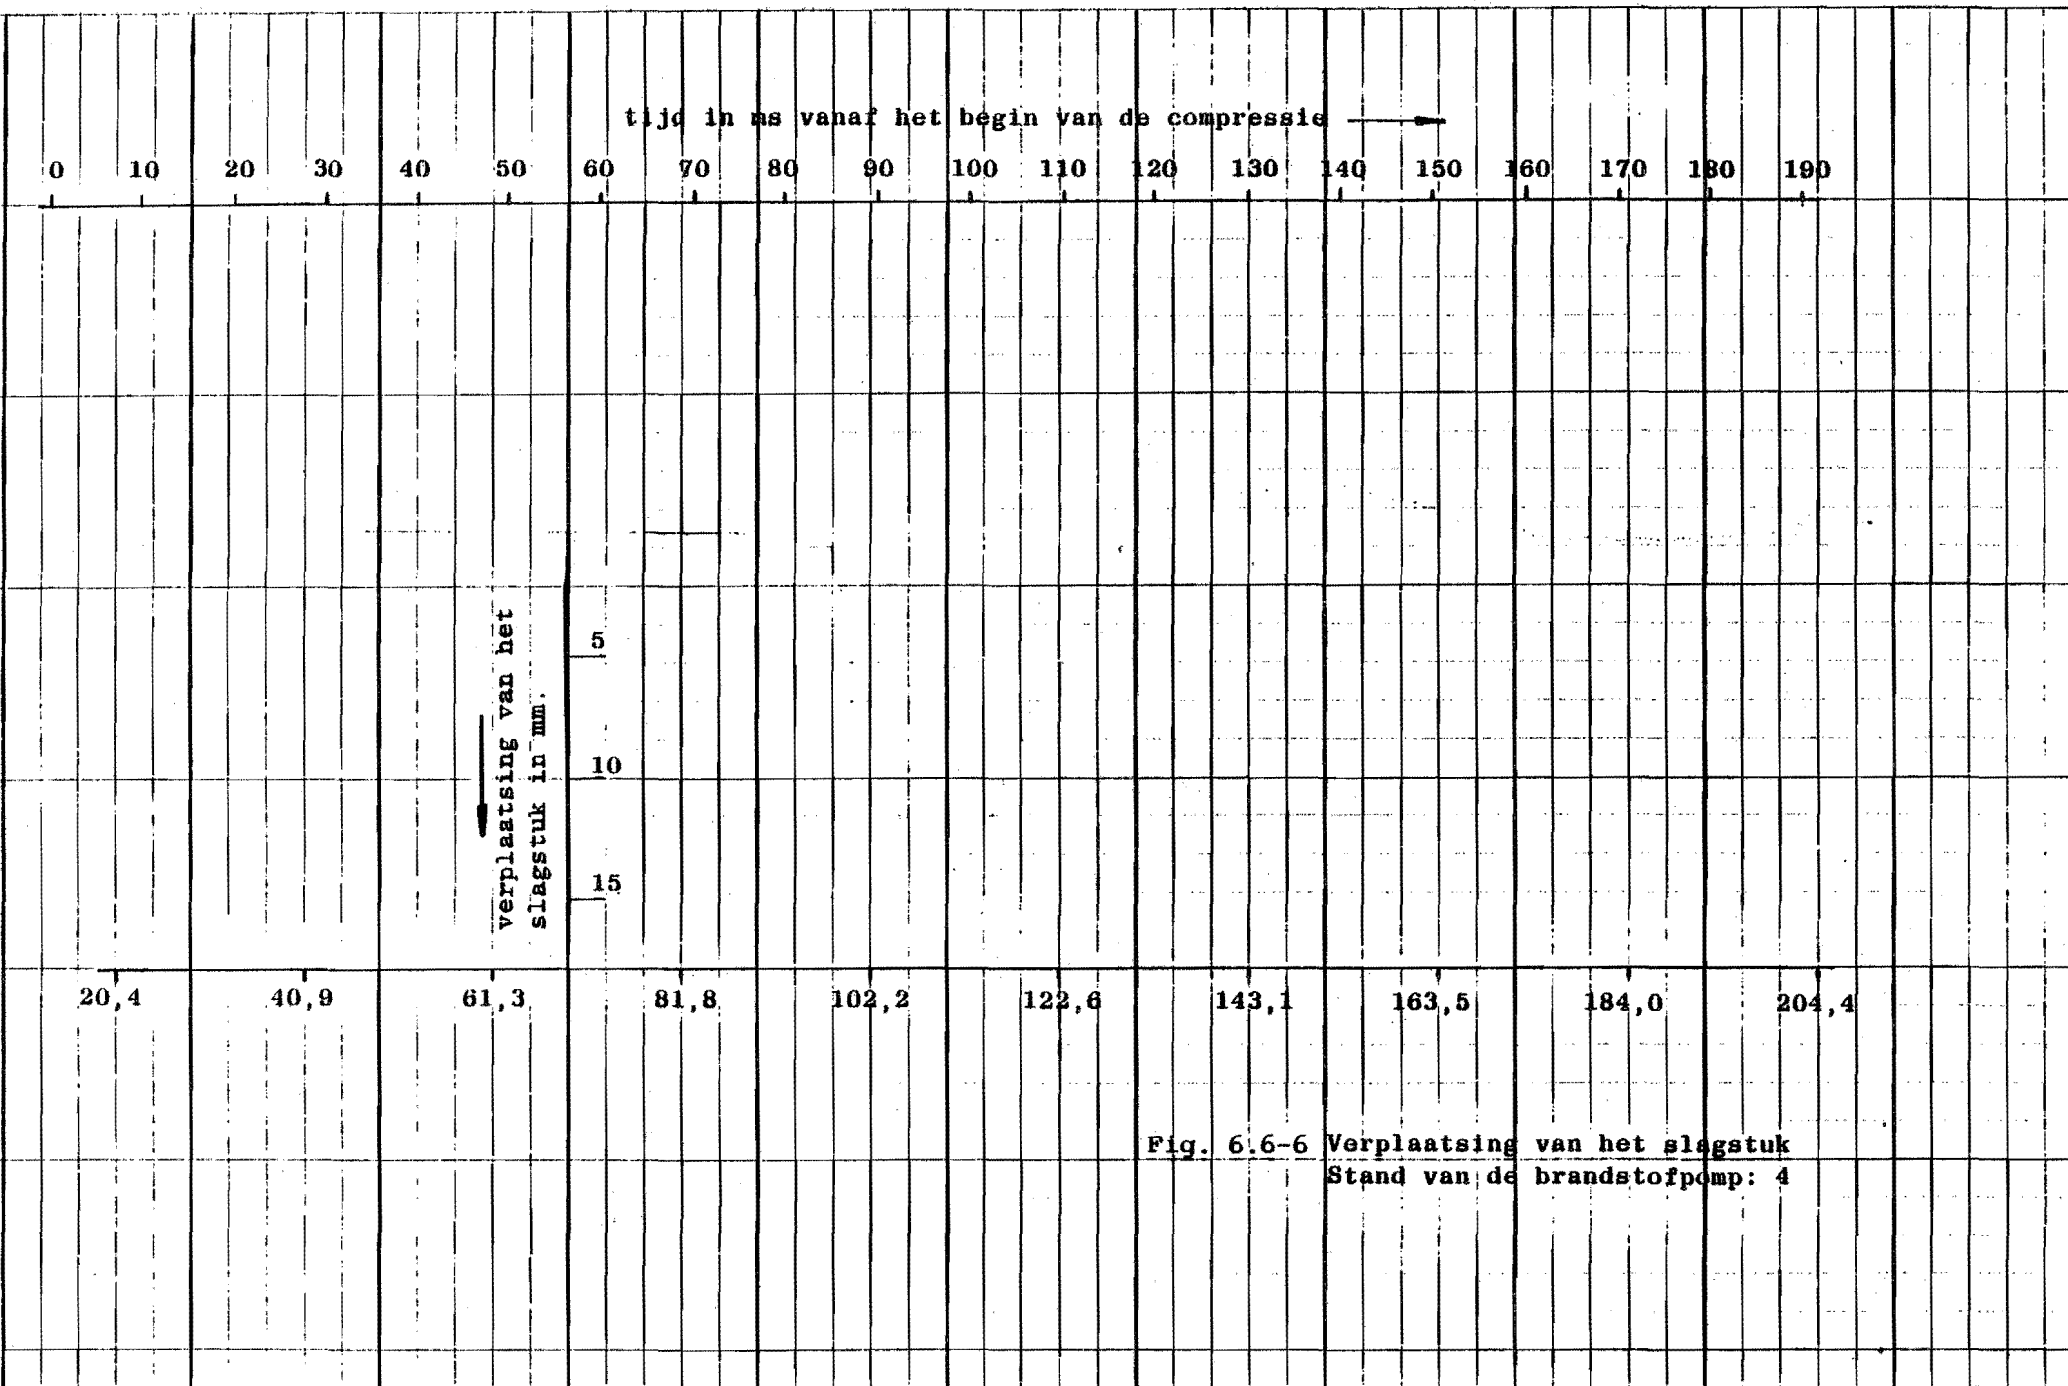 tijd in ms vanaf het begin van de compressie
0 10 20 30 40 50 60 70 80 90 100 110 120 130 140 150 160 170 180 190
verplaatsing van het
slagstuk in mm.
5
10
15
20,4 40,9 61,3 81,8 102,2 122,6 143,1 163,5 184,0 204,4
Fig. 6.6-6 Verplaatsing van het slagstuk
Stand van de brandstofpomp: 4